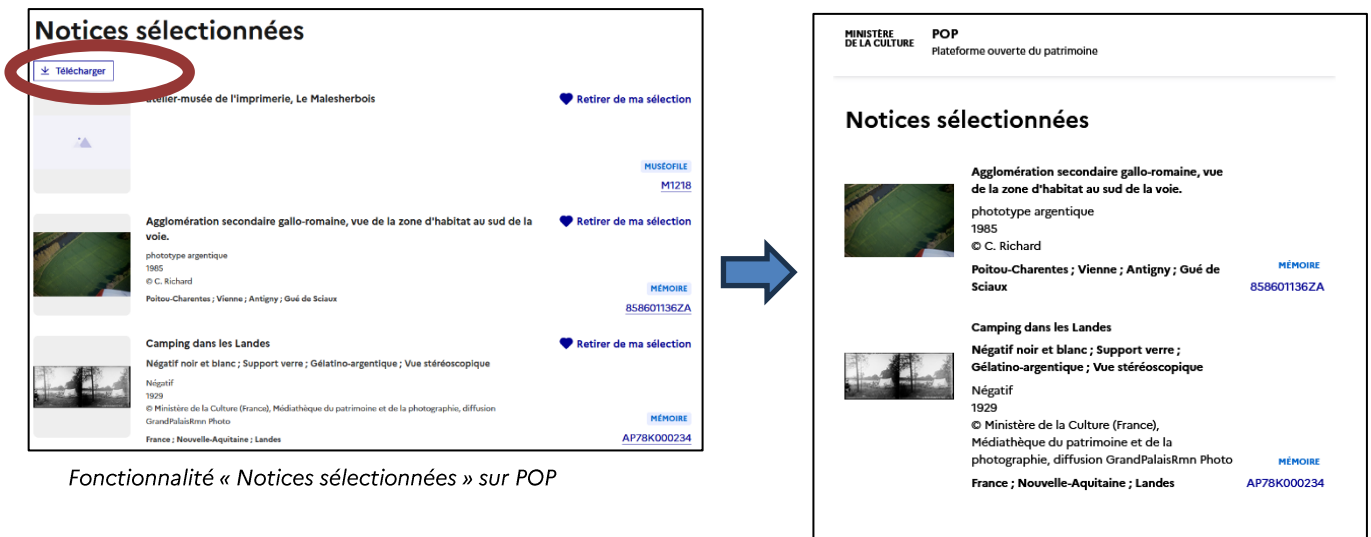 Notices sélectionnées
Télécharger
atelier-musée de l'imprimerie, Le Malesherbois
Retirer de ma sélection
MUSÉOFILE
M1218
Agglomération secondaire gallo-romaine, vue de la zone d'habitat au sud de la
voie.
Retirer de ma sélection
phototype argentique
1985
© C. Richard
Poitou-Charentes ; Vienne ; Antigny ; Gué de Sciaux
MÉMOIRE
858601136ZA
Camping dans les Landes
Retirer de ma sélection
Négatif noir et blanc ; Support verre ; Gélatino-argentique ; Vue stéréoscopique
Négatif
1929
© Ministère de la Culture (France), Médiathèque du patrimoine et de la photographie, diffusion
GrandPalaisRmn Photo
France ; Nouvelle-Aquitaine ; Landes
MÉMOIRE
AP78K000234
Fonctionnalité « Notices sélectionnées » sur POP
MINISTÈRE
DE LA CULTURE
POP
Plateforme ouverte du patrimoine
Notices sélectionnées
Agglomération secondaire gallo-romaine, vue
de la zone d'habitat au sud de la voie.
phototype argentique
1985
© C. Richard
Poitou-Charentes ; Vienne ; Antigny ; Gué de
Sciaux
MÉMOIRE
858601136ZA
Camping dans les Landes
Négatif noir et blanc ; Support verre ;
Gélatino-argentique ; Vue stéréoscopique
Négatif
1929
© Ministère de la Culture (France),
Médiathèque du patrimoine et de la
photographie, diffusion GrandPalaisRmn Photo
France ; Nouvelle-Aquitaine ; Landes
MÉMOIRE
AP78K000234